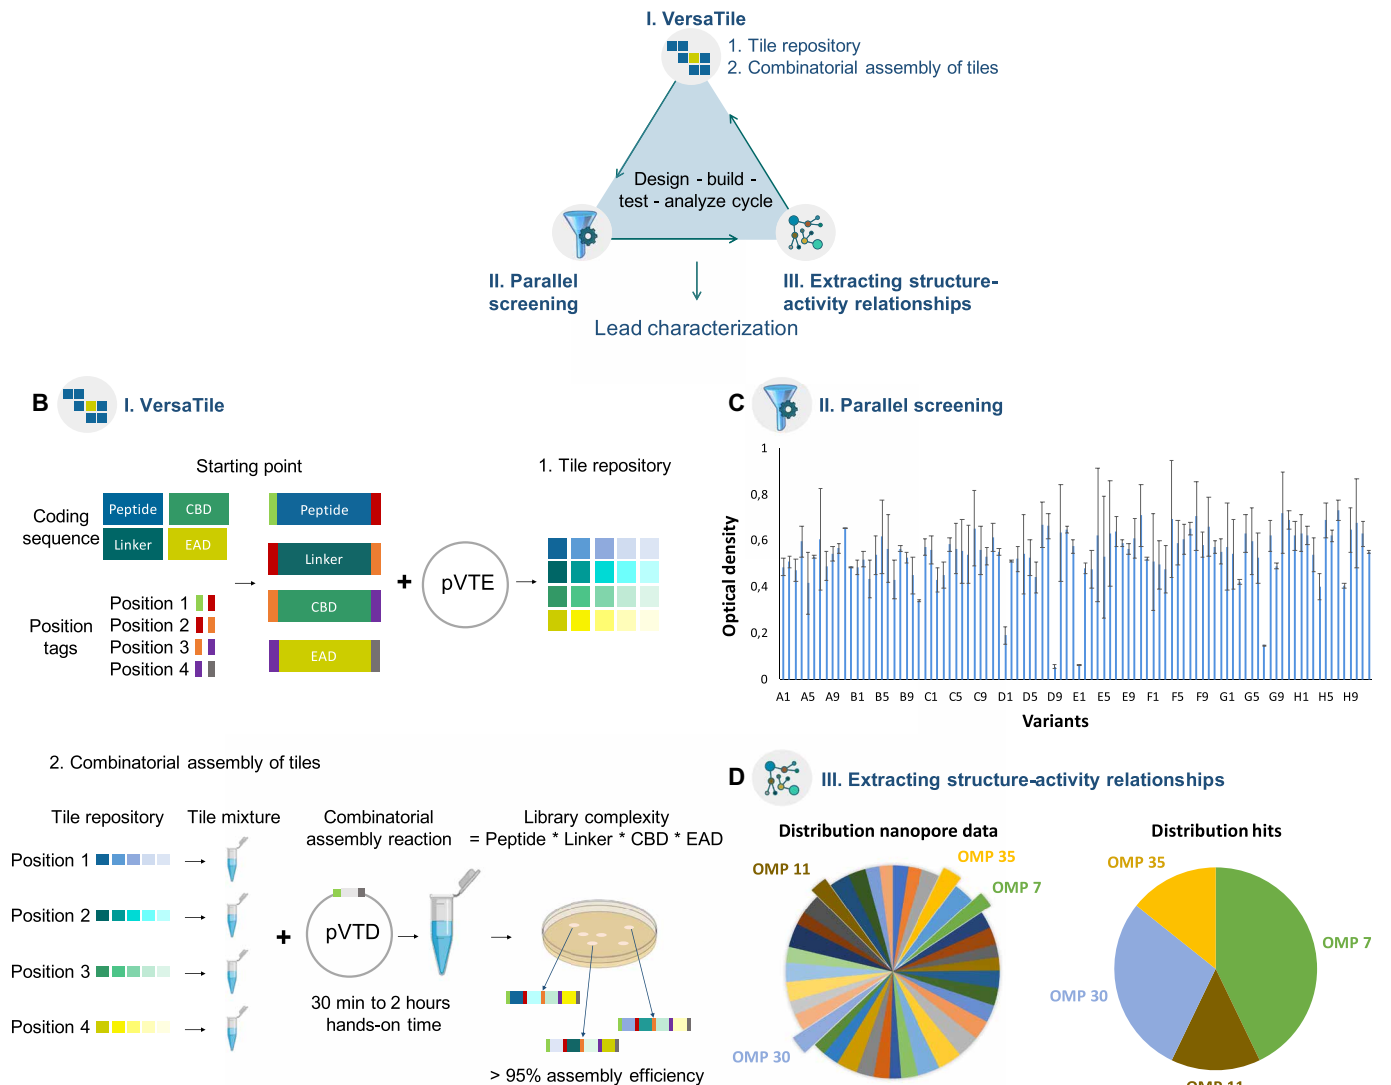 I. VersaTile
1. Tile repository
2. Combinatorial assembly of tiles
Design - build -
test - analyze cycle
II. Parallel
screening
III. Extracting structure-
activity relationships
Lead characterization
B
I. VersaTile
Starting point
1. Tile repository
Coding
sequence
Peptide
CBD
Linker
EAD
Position
tags
Position 1
Position 2
Position 3
Position 4
Peptide
Linker
CBD
EAD
+
pVTE
2. Combinatorial assembly of tiles
Tile repository
Tile mixture
Combinatorial
assembly reaction
Library complexity
= Peptide * Linker * CBD * EAD
Position 1
Position 2
Position 3
Position 4
+
pVTD
30 min to 2 hours
hands-on time
> 95% assembly efficiency
C
II. Parallel screening
Optical density
1
0,8
0,6
0,4
0,2
0
A1 A5 A9 B1 B5 B9 C1 C5 C9 D1 D5 D9 E1 E5 E9 F1 F5 F9 G1 G5 G9 H1 H5 H9
Variants
D
III. Extracting structure-activity relationships
Distribution nanopore data
OMP 35
OMP 11
OMP 7
OMP 30
Distribution hits
OMP 35
OMP 7
OMP 30
OMP 11